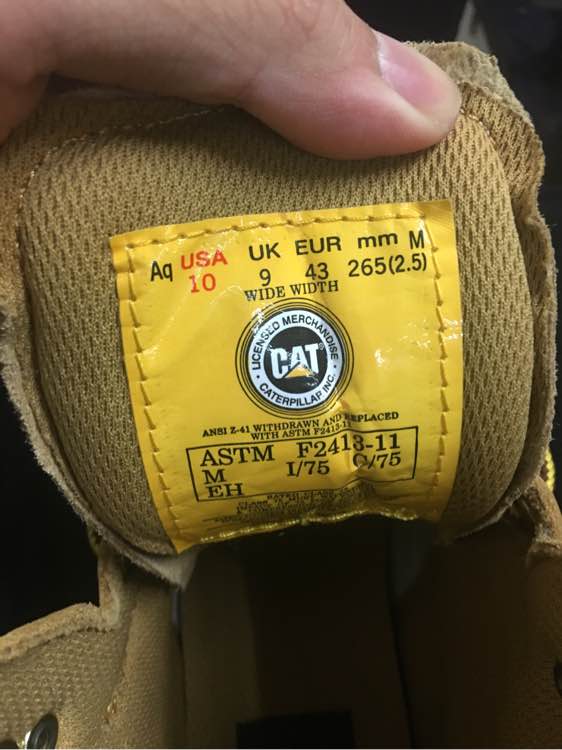 Aq USA UK EUR mm M
10 9 43 265(2.5)
WIDE WIDTH
LICENSED MERCHANDISE
CAT
CATERPILLAR INC.
ANSI Z-41 WITHDRAWN AND REPLACED
WITH ASTM F2413-11
ASTM F2413-11
M I/75 C/75
EH